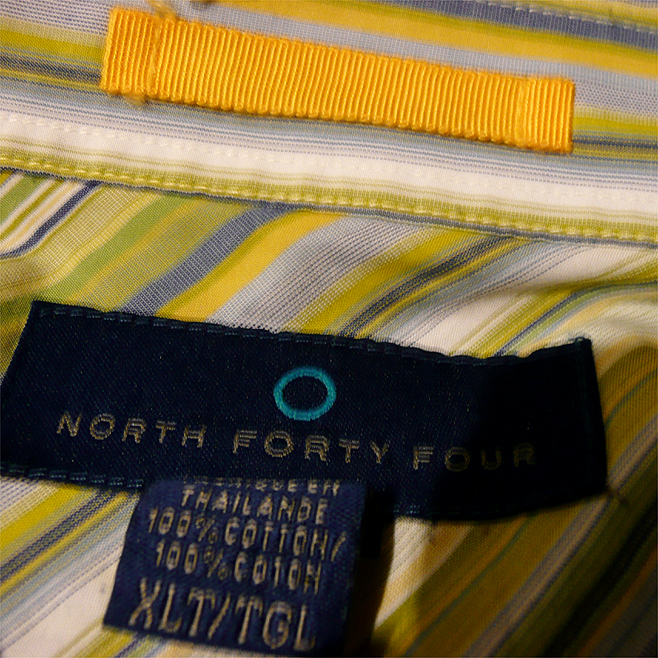 NORTH FORTY FOUR
THAILANDE
100% COTTON/
100% COTON
XLT/TGL